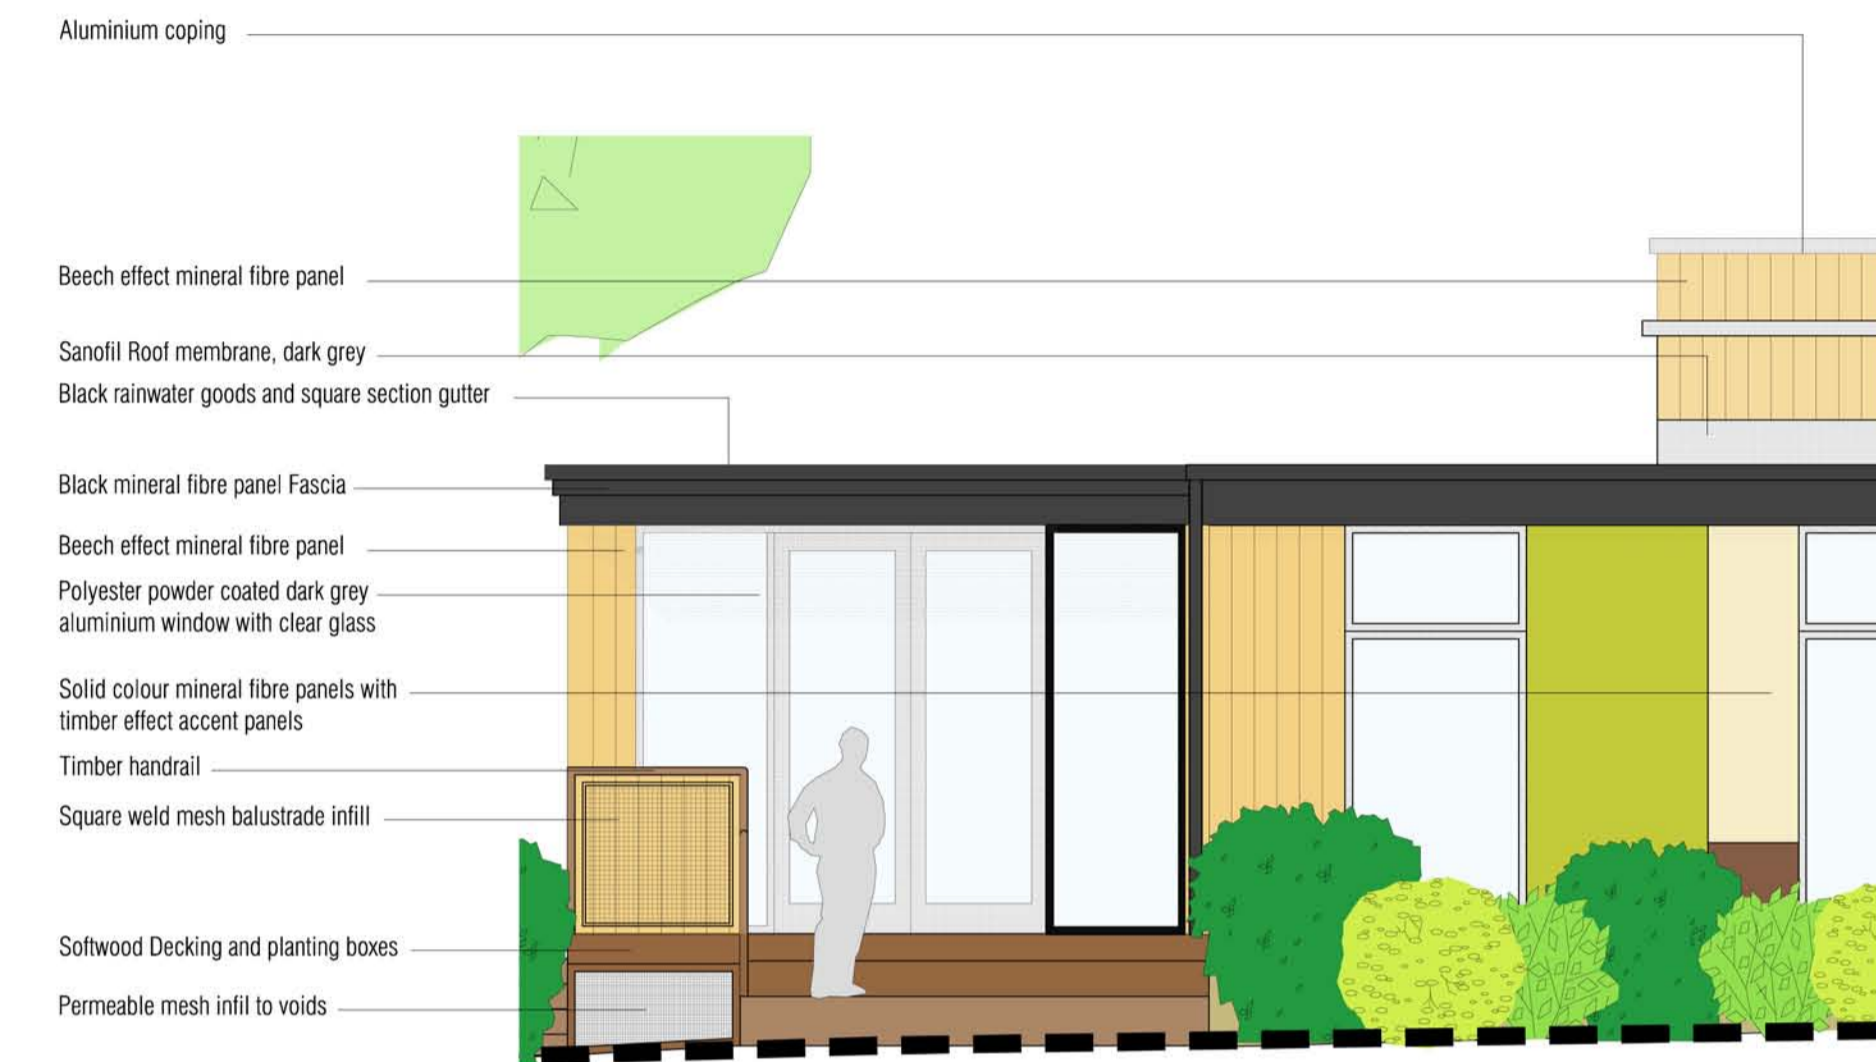 Aluminium coping
Beech effect mineral fibre panel
Sanofil Roof membrane, dark grey
Black rainwater goods and square section gutter
Black mineral fibre panel Fascia
Beech effect mineral fibre panel
Polyester powder coated dark grey
aluminium window with clear glass
Solid colour mineral fibre panels with
timber effect accent panels
Timber handrail
Square weld mesh balustrade infill
Softwood Decking and planting boxes
Permeable mesh infil to voids